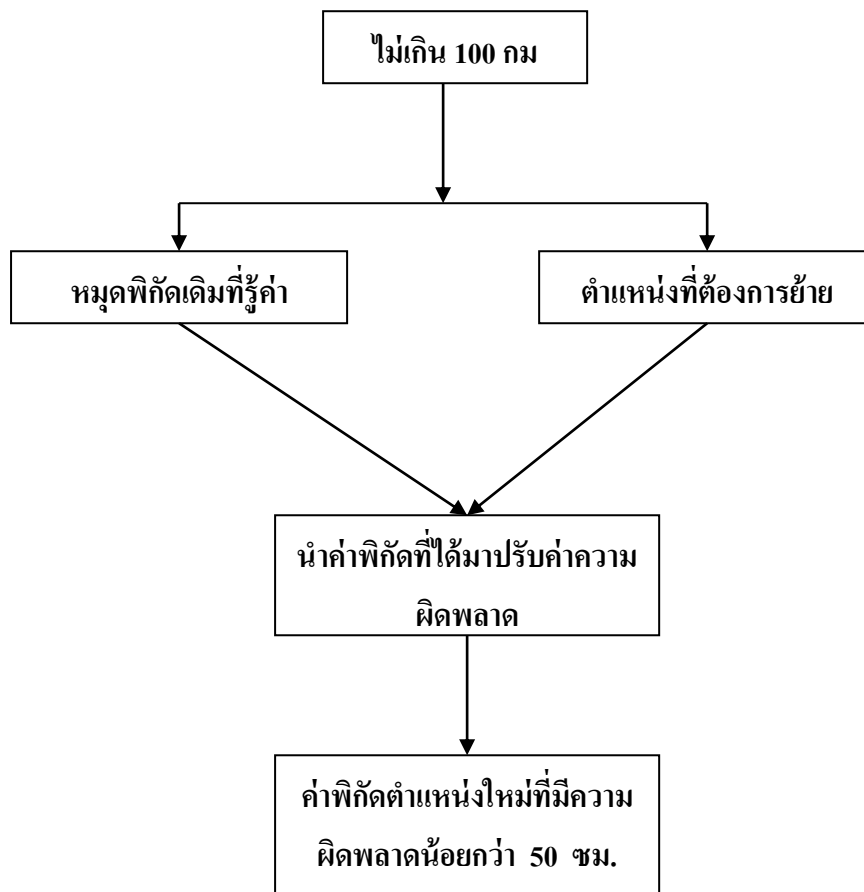 ไม่เกิน 100 กม
หมุดพิกัดเดิมที่รู้ค่า
ตำแหน่งที่ต้องการย้าย
นำค่าพิกัดที่ได้มาปรับค่าความ
ผิดพลาด
ค่าพิกัดตำแหน่งใหม่ที่มีความ
ผิดพลาดน้อยกว่า 50 ซม.